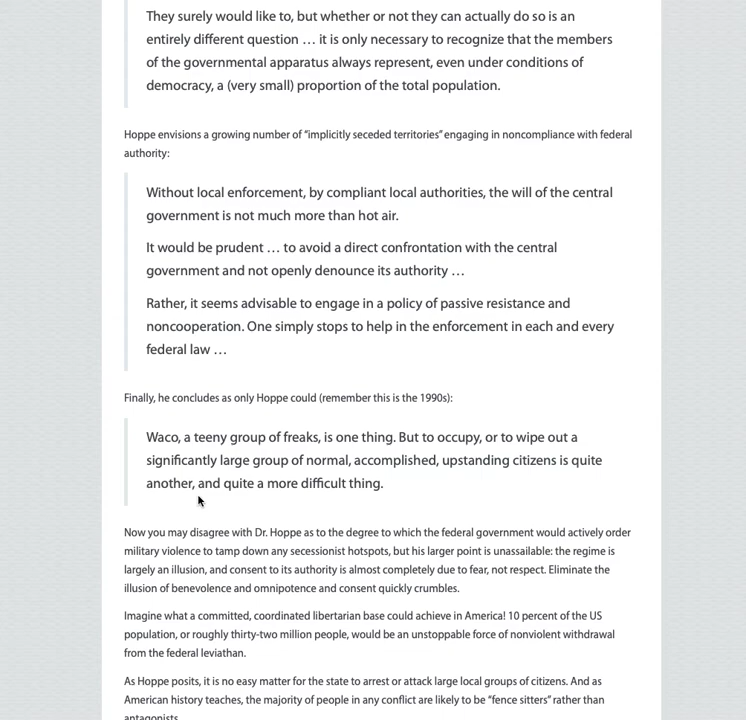 They surely would like to, but whether or not they can actually do so is an
entirely different question … it is only necessary to recognize that the members
of the governmental apparatus always represent, even under conditions of
democracy, a (very small) proportion of the total population.
Hoppe envisions a growing number of “implicitly seceded territories” engaging in noncompliance with federal
authority:
Without local enforcement, by compliant local authorities, the will of the central
government is not much more than hot air.
It would be prudent … to avoid a direct confrontation with the central
government and not openly denounce its authority …
Rather, it seems advisable to engage in a policy of passive resistance and
noncooperation. One simply stops to help in the enforcement in each and every
federal law …
Finally, he concludes as only Hoppe could (remember this is the 1990s):
Waco, a teeny group of freaks, is one thing. But to occupy, or to wipe out a
significantly large group of normal, accomplished, upstanding citizens is quite
another, and quite a more difficult thing.
Now you may disagree with Dr. Hoppe as to the degree to which the federal government would actively order
military violence to tamp down any secessionist hotspots, but his larger point is unassailable: the regime is
largely an illusion, and consent to its authority is almost completely due to fear, not respect. Eliminate the
illusion of benevolence and omnipotence and consent quickly crumbles.
Imagine what a committed, coordinated libertarian base could achieve in America! 10 percent of the US
population, or roughly thirty-two million people, would be an unstoppable force of nonviolent withdrawal
from the federal leviathan.
As Hoppe posits, it is no easy matter for the state to arrest or attack large local groups of citizens. And as
American history teaches, the majority of people in any conflict are likely to be “fence sitters” rather than
antagonists.